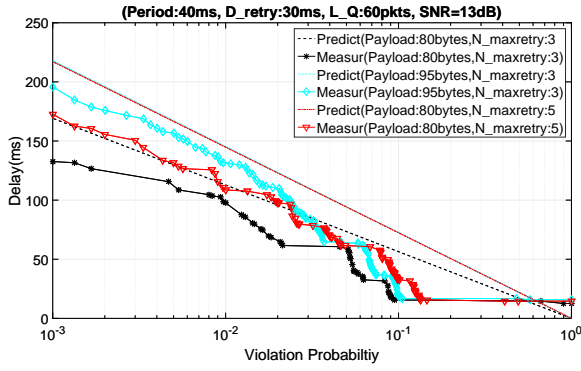 (Period:40ms, D_retry:30ms, L_Q:60pkts, SNR=13dB)
250
200
150
100
50
0
Delay(ms)
Predict(Payload:80bytes,N_maxretry:3
Measur(Payload:80bytes,N_maxretry:3)
Predict(Payload:95bytes,N_maxretry:3
Measur(Payload:95bytes,N_maxretry:3)
Predict(Payload:80bytes,N_maxretry:5
Measur(Payload:80bytes,N_maxretry:5)
10^-3 10^-2 10^-1 10^0
Violation Probabiltiy